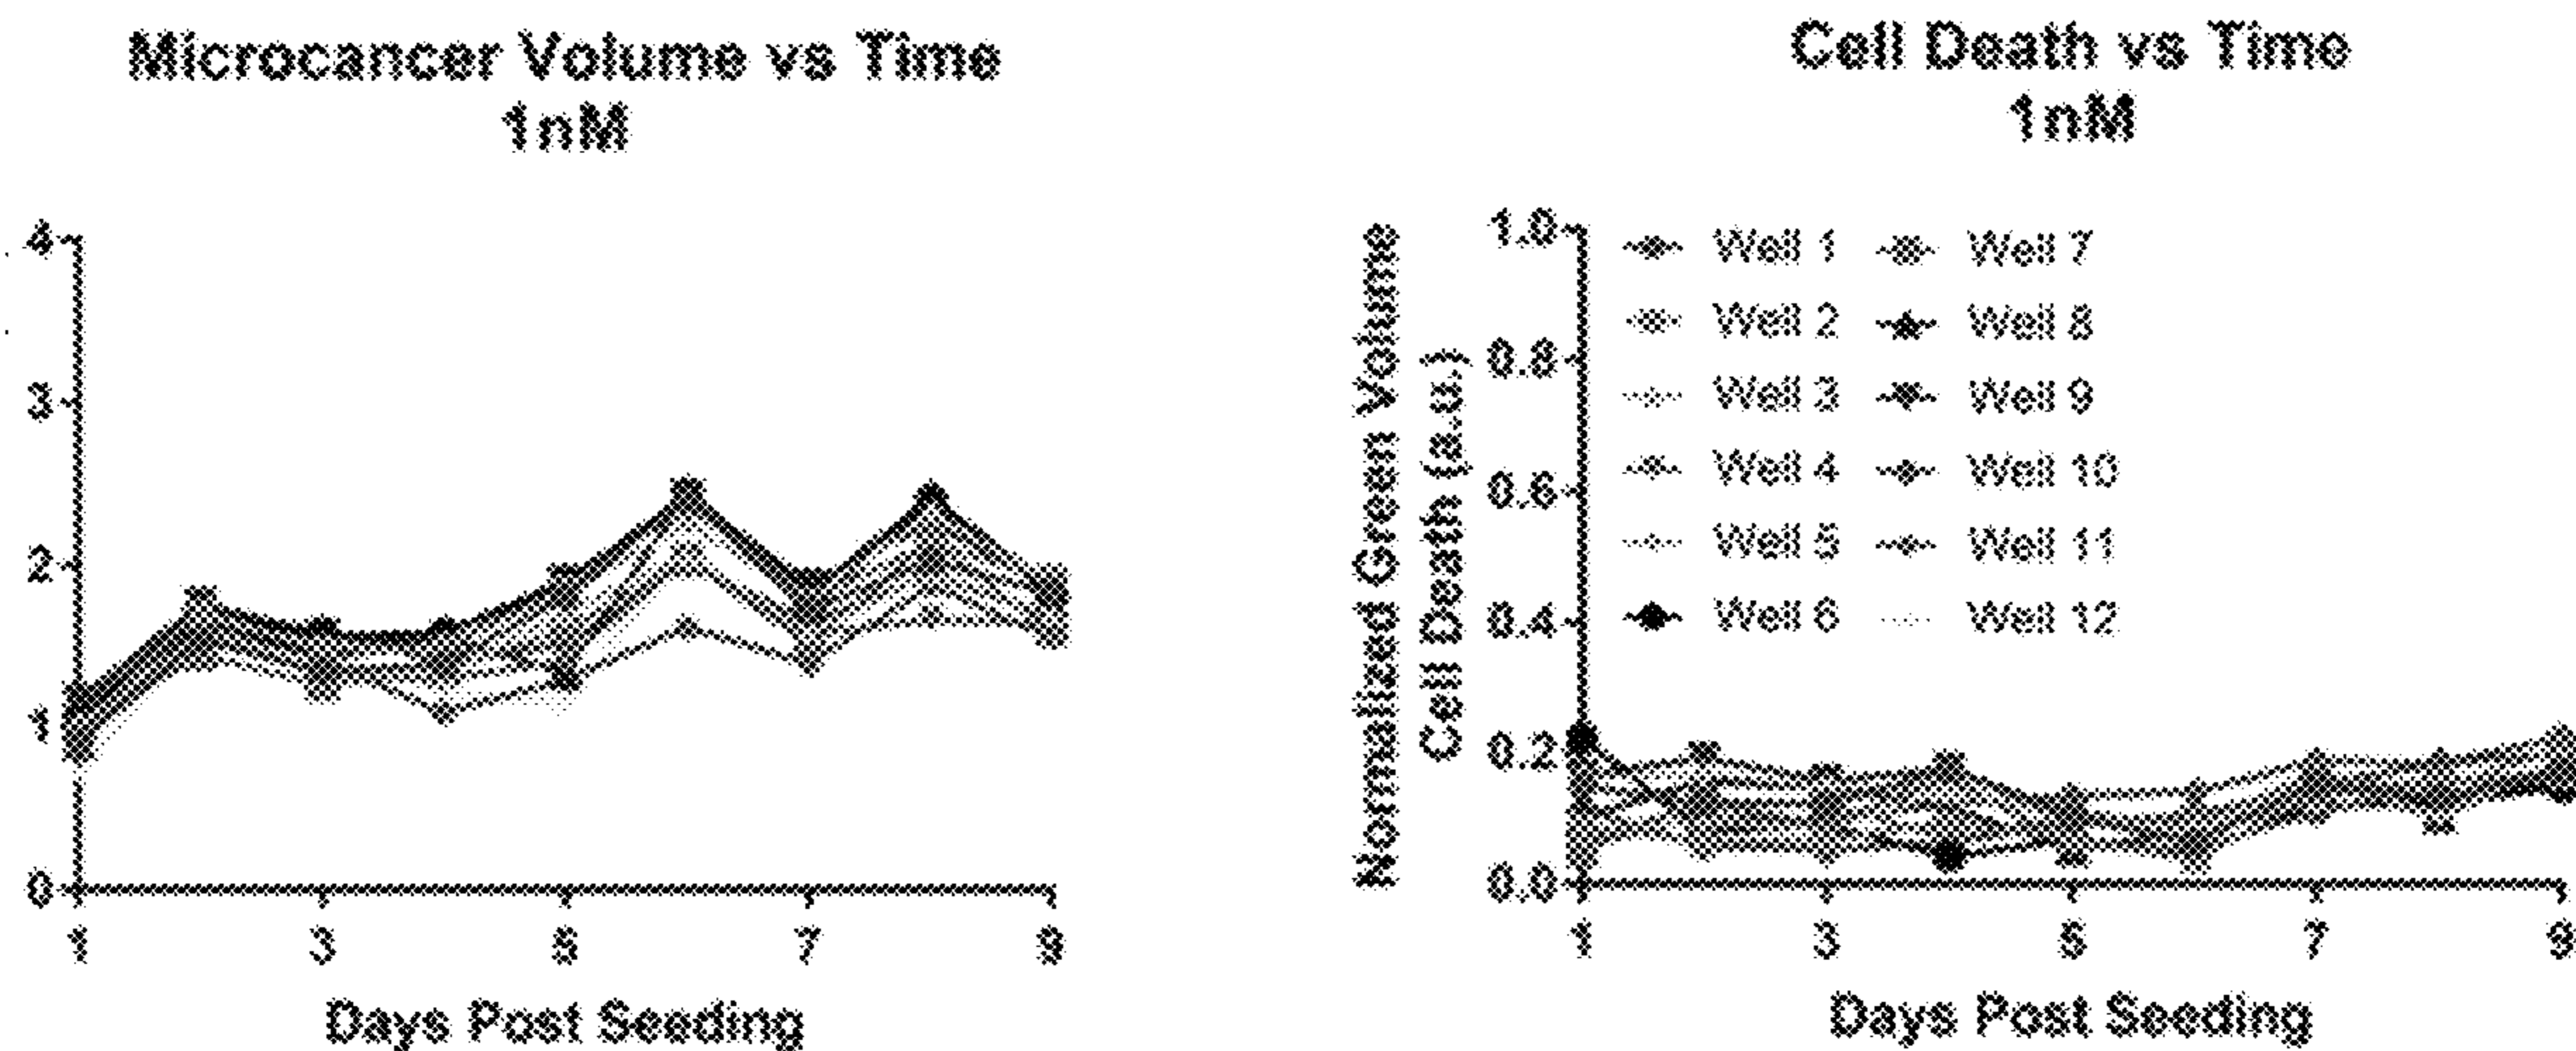 Microcancer Volume vs Time
1nM
4
3
2
1
0
1 3 5 7 9
Days Post Seeding
Cell Death vs Time
1nM
Normalized Green Volume
Cell Death (a.u.)
1.0
0.8
0.6
0.4
0.2
0.0
Well 1 Well 7
Well 2 Well 8
Well 3 Well 9
Well 4 Well 10
Well 5 Well 11
Well 6 Well 12
1 3 5 7 9
Days Post Seeding